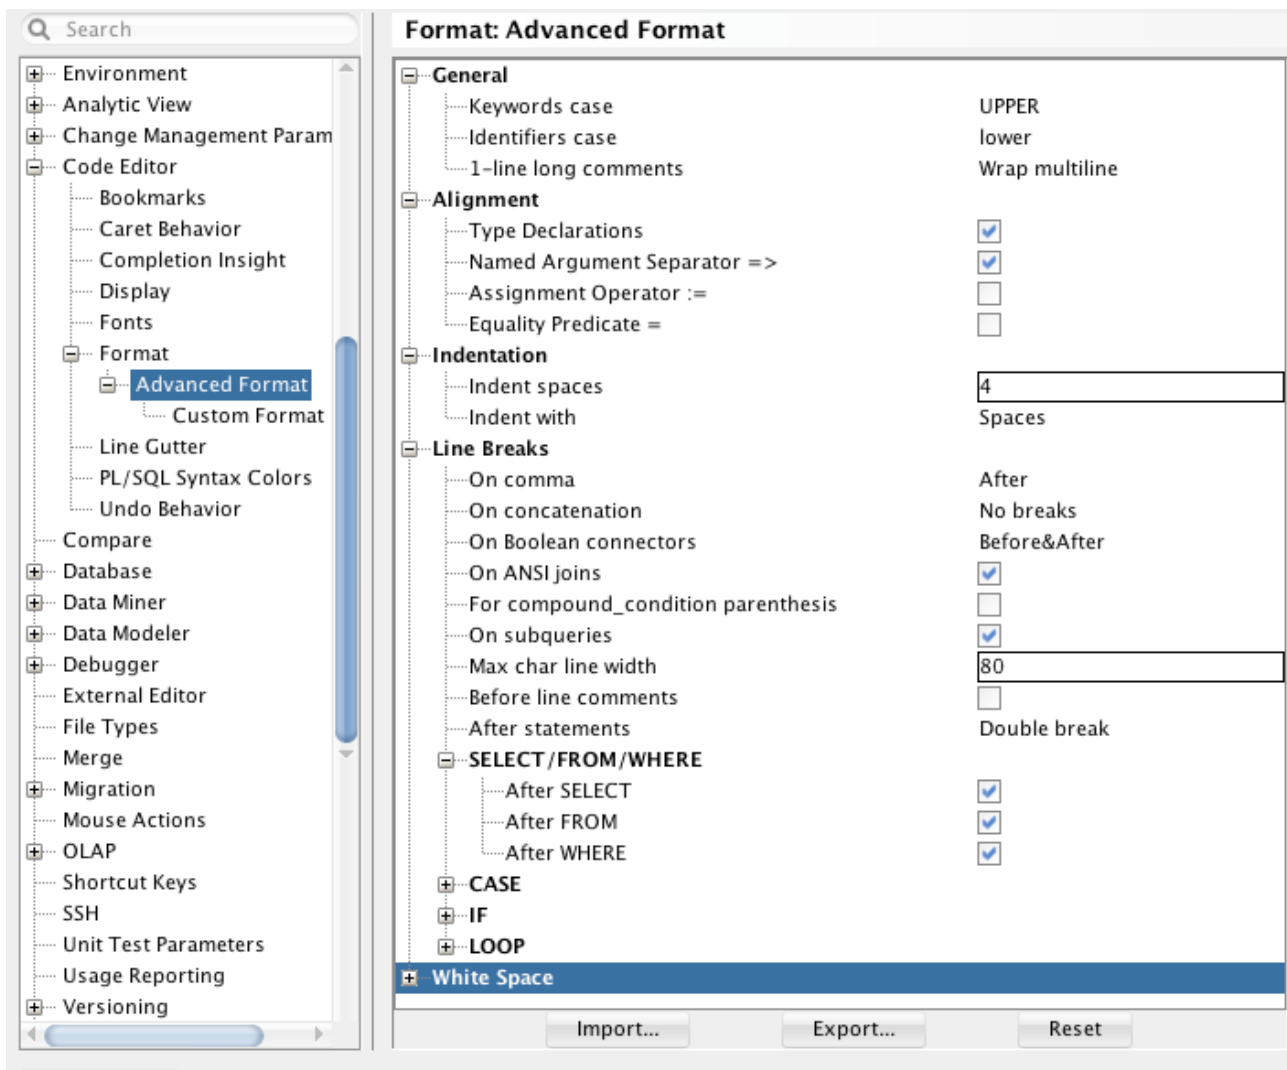 Search
Environment
Analytic View
Change Management Param
Code Editor
Bookmarks
Caret Behavior
Completion Insight
Display
Fonts
Format
Advanced Format
Custom Format
Line Gutter
PL/SQL Syntax Colors
Undo Behavior
Compare
Database
Data Miner
Data Modeler
Debugger
External Editor
File Types
Merge
Migration
Mouse Actions
OLAP
Shortcut Keys
SSH
Unit Test Parameters
Usage Reporting
Versioning
Format: Advanced Format
General
Keywords case UPPER
Identifiers case lower
1-line long comments Wrap multiline
Alignment
Type Declarations
Named Argument Separator =>
Assignment Operator :=
Equality Predicate =
Indentation
Indent spaces 4
Indent with Spaces
Line Breaks
On comma After
On concatenation No breaks
On Boolean connectors Before&After
On ANSI joins
For compound_condition parenthesis
On subqueries
Max char line width 80
Before line comments
After statements Double break
SELECT/FROM/WHERE
After SELECT
After FROM
After WHERE
CASE
IF
LOOP
White Space
Import... Export... Reset